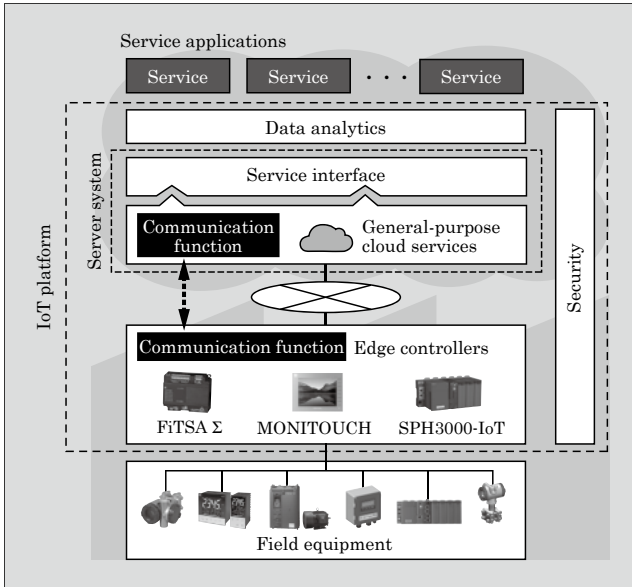 Service applications
Service
Service
Service
Data analytics
Service interface
Communication
function
General-purpose
cloud services
Server system
IoT platform
Security
Communication function
Edge controllers
FiTSA Σ
MONITOUCH
SPH3000-IoT
Field equipment